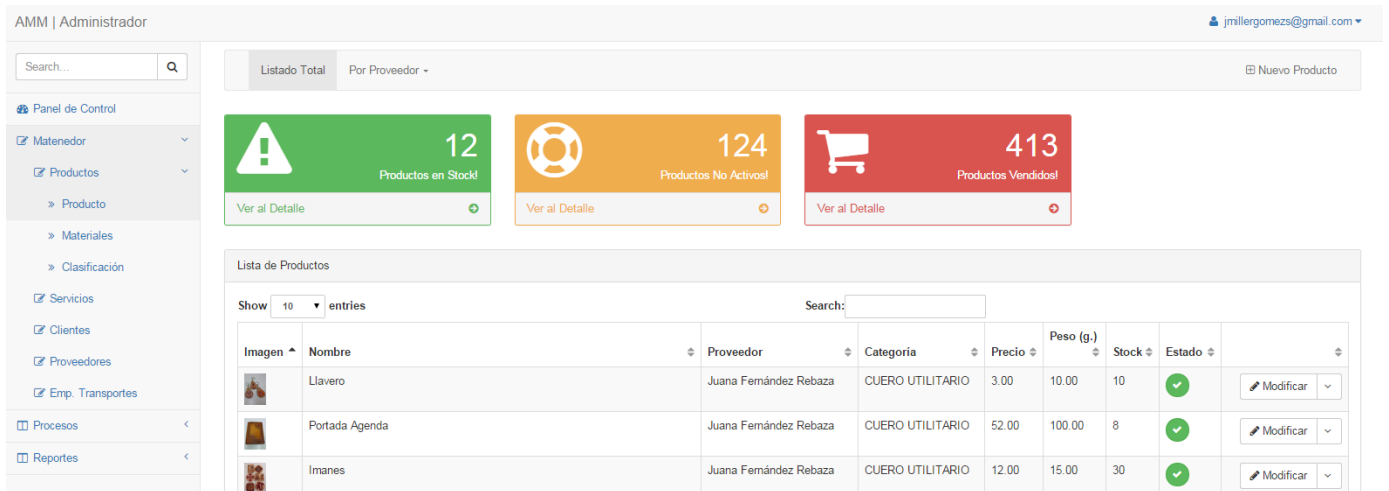 AMM | Administrador
jmillergomezs@gmail.com
Search...
Panel de Control
Matenedor
Productos
» Producto
» Materiales
» Clasificación
Servicios
Clientes
Proveedores
Emp. Transportes
Procesos
Reportes
Listado Total Por Proveedor Nuevo Producto
12
Productos en Stock!
Ver al Detalle
124
Productos No Activos!
Ver al Detalle
413
Productos Vendidos!
Ver al Detalle
Lista de Productos
Show 10 entries Search:
Imagen Nombre Proveedor Categoría Precio Peso (g.) Stock Estado
Llavero Juana Fernández Rebaza CUERO UTILITARIO 3.00 10.00 10 Modificar
Portada Agenda Juana Fernández Rebaza CUERO UTILITARIO 52.00 100.00 8 Modificar
Imanes Juana Fernández Rebaza CUERO UTILITARIO 12.00 15.00 30 Modificar